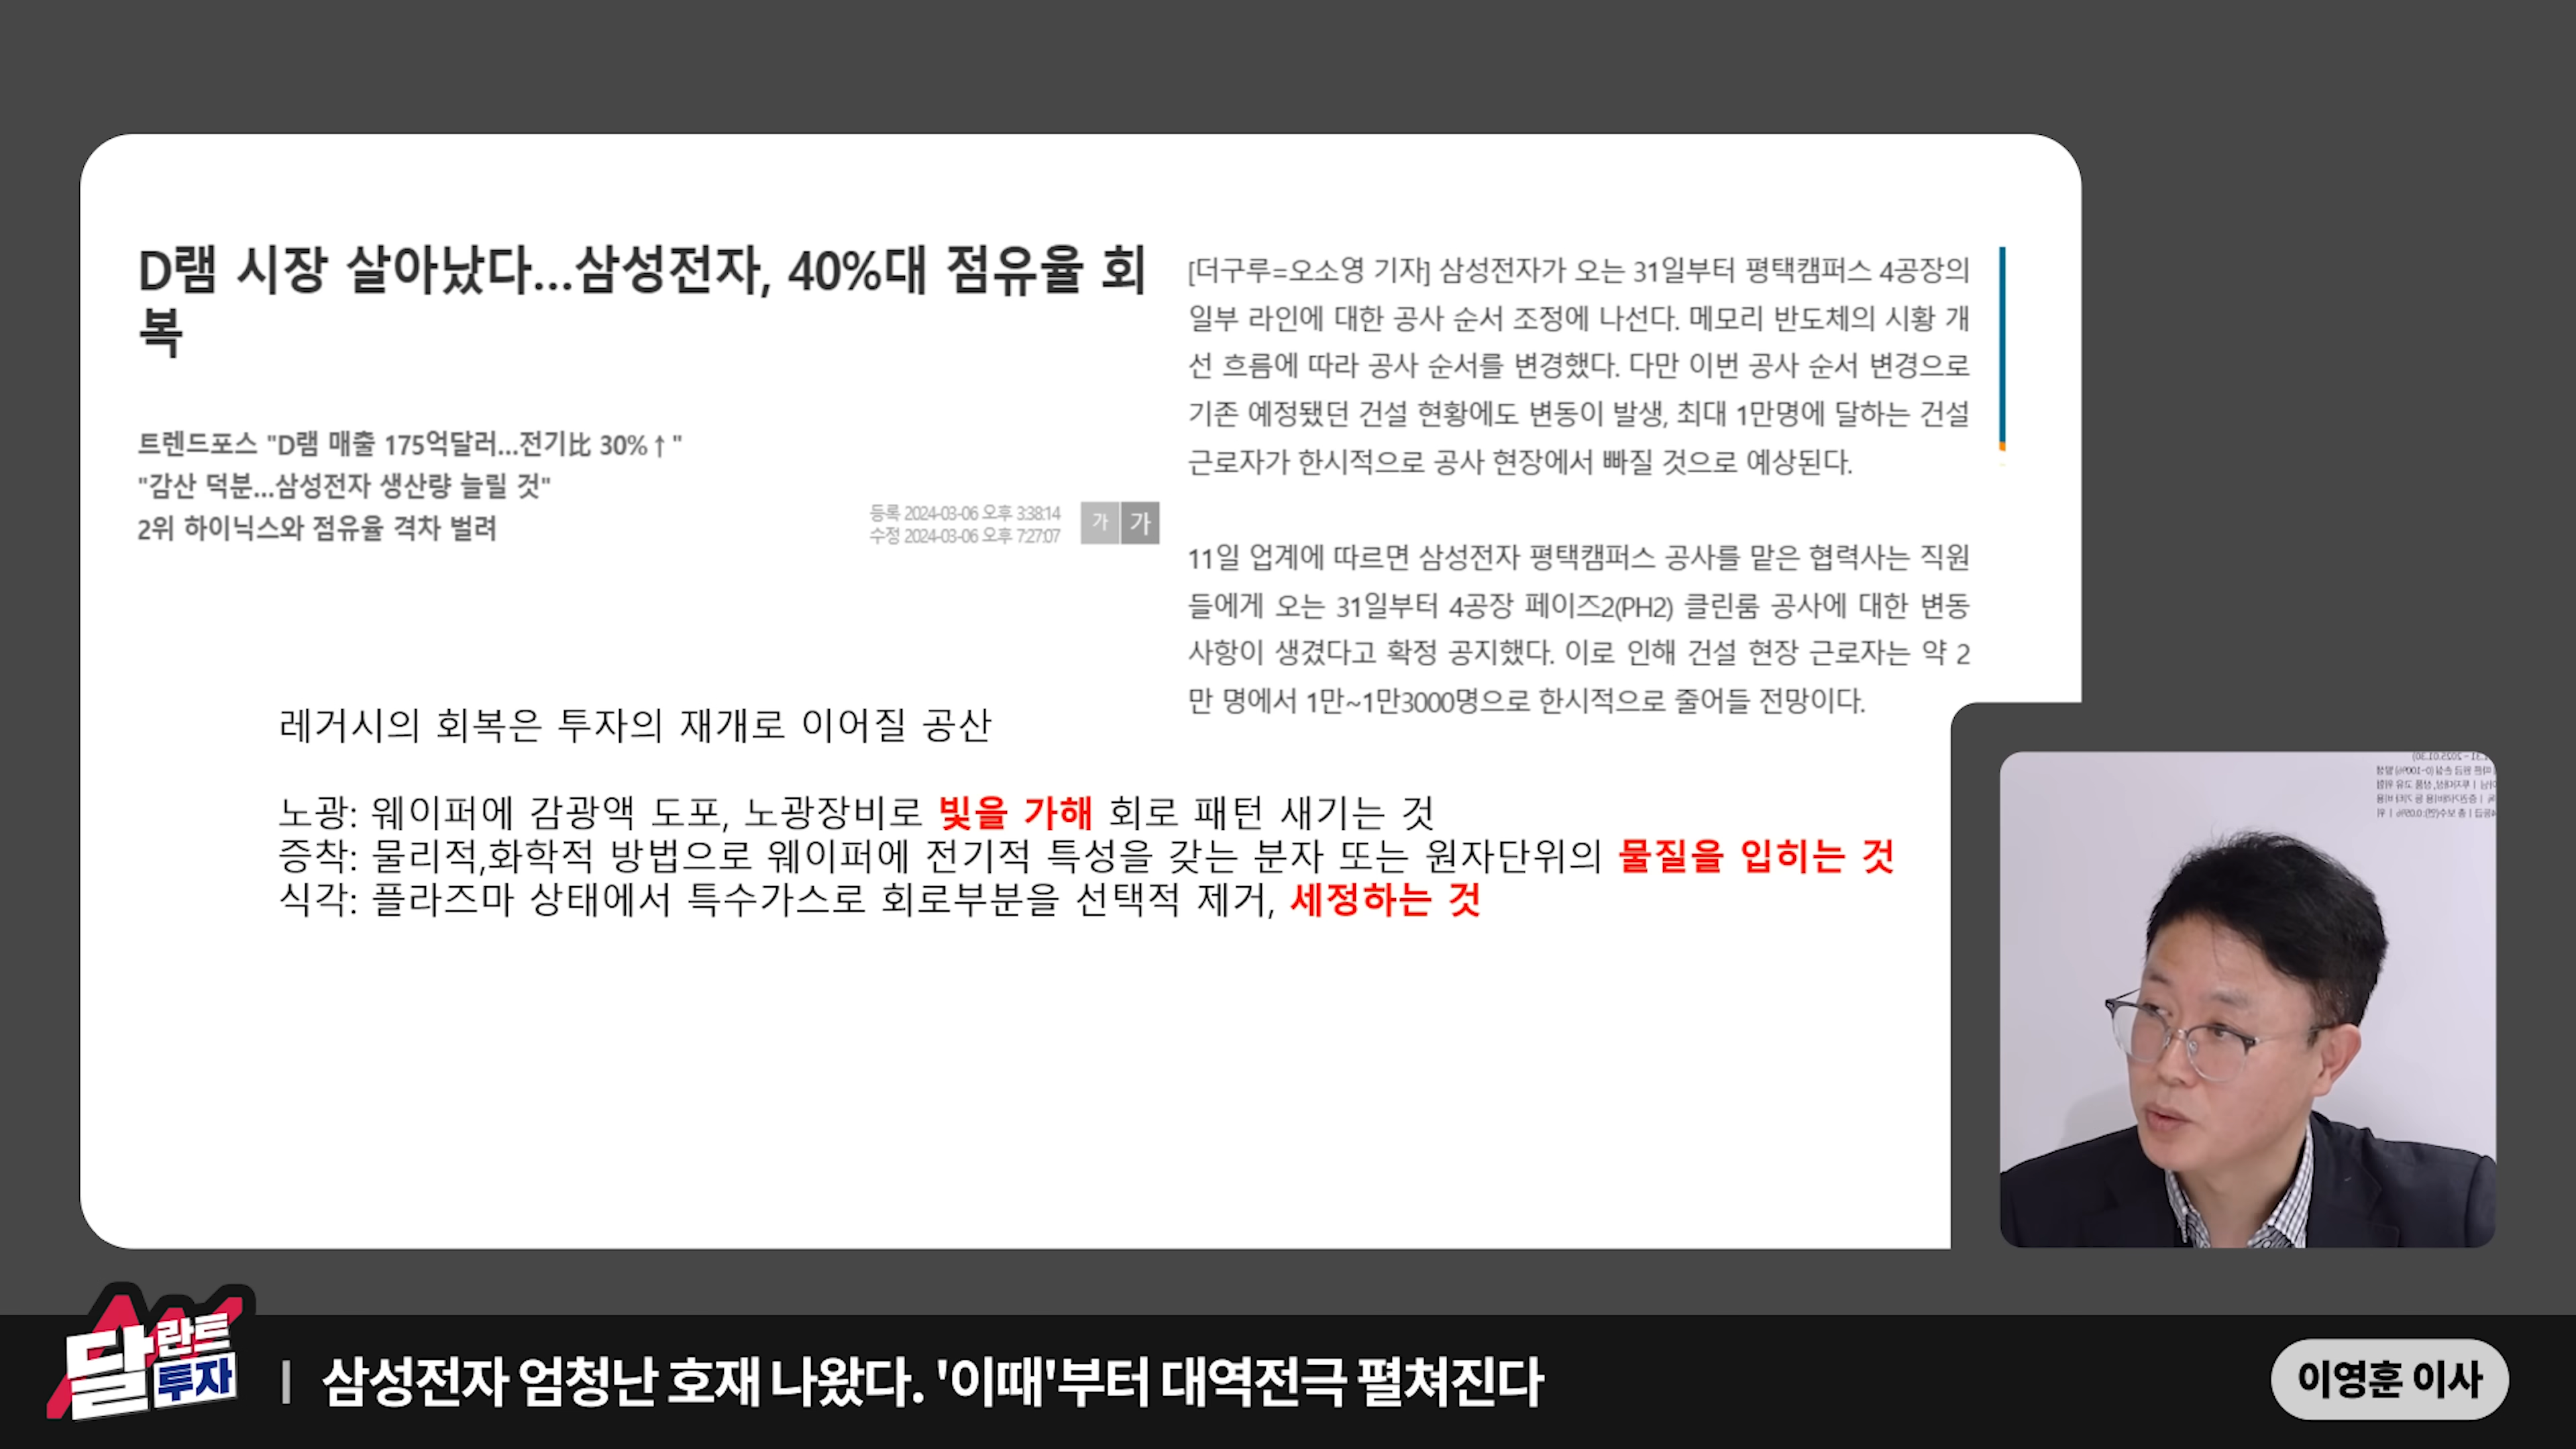 D램 시장 살아났다...삼성전자, 40%대 점유율 회
복
트렌드포스 "D램 매출 175억달러...전기比 30%↑"
"감산 덕분...삼성전자 생산량 늘릴 것"
2위 하이닉스와 점유율 격차 벌려
등록 2024-03-06 오후 3:38:14
수정 2024-03-06 오후 7:27:07
가 가
[더구루=오소영 기자] 삼성전자가 오는 31일부터 평택캠퍼스 4공장의
일부 라인에 대한 공사 순서 조정에 나선다. 메모리 반도체의 시황 개
선 흐름에 따라 공사 순서를 변경했다. 다만 이번 공사 순서 변경으로
기존 예정됐던 건설 현황에도 변동이 발생, 최대 1만명에 달하는 건설
근로자가 한시적으로 공사 현장에서 빠질 것으로 예상된다.
11일 업계에 따르면 삼성전자 평택캠퍼스 공사를 맡은 협력사는 직원
들에게 오는 31일부터 4공장 페이즈2(PH2) 클린룸 공사에 대한 변동
사항이 생겼다고 확정 공지했다. 이로 인해 건설 현장 근로자는 약 2
만 명에서 1만~1만3000명으로 한시적으로 줄어들 전망이다.
레거시의 회복은 투자의 재개로 이어질 공산
노광: 웨이퍼에 감광액 도포, 노광장비로 빛을 가해 회로 패턴 새기는 것
증착: 물리적,화학적 방법으로 웨이퍼에 전기적 특성을 갖는 분자 또는 원자단위의 물질을 입히는 것
식각: 플라즈마 상태에서 특수가스로 회로부분을 선택적 제거, 세정하는 것
달란트
투자
삼성전자 엄청난 호재 나왔다. '이때'부터 대역전극 펼쳐진다
이영훈 이사